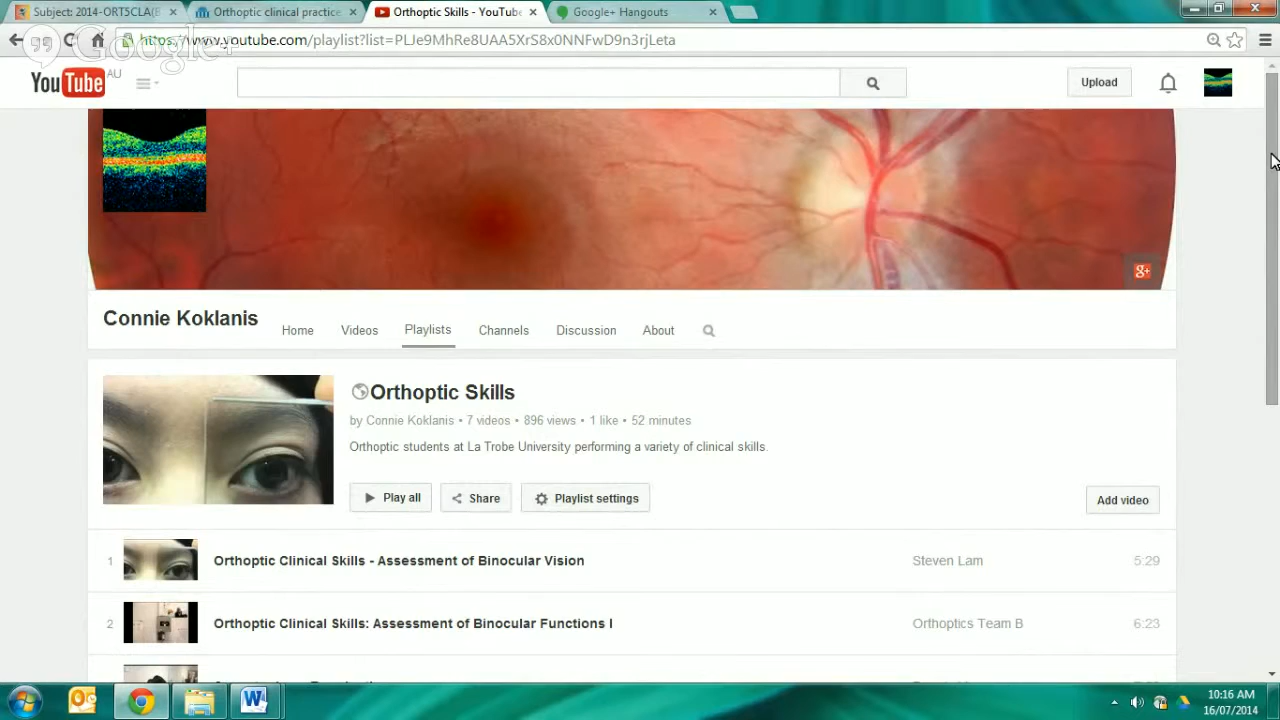 Subject: 2014-ORT5CLA(B
Orthoptic clinical practice
Orthoptic Skills - YouTube
Google+ Hangouts
https://www.youtube.com/playlist?list=PLJe9MhRe8UAA5XrS8x0NNFwD9n3rjLeta
Google+
YouTube AU
Upload
g+
Connie Koklanis
Home Videos Playlists Channels Discussion About
Orthoptic Skills
by Connie Koklanis • 7 videos • 896 views • 1 like • 52 minutes
Orthoptic students at La Trobe University performing a variety of clinical skills.
Play all Share Playlist settings Add video
1 Orthoptic Clinical Skills - Assessment of Binocular Vision Steven Lam 5:29
2 Orthoptic Clinical Skills: Assessment of Binocular Functions I Orthoptics Team B 6:23
10:16 AM
16/07/2014